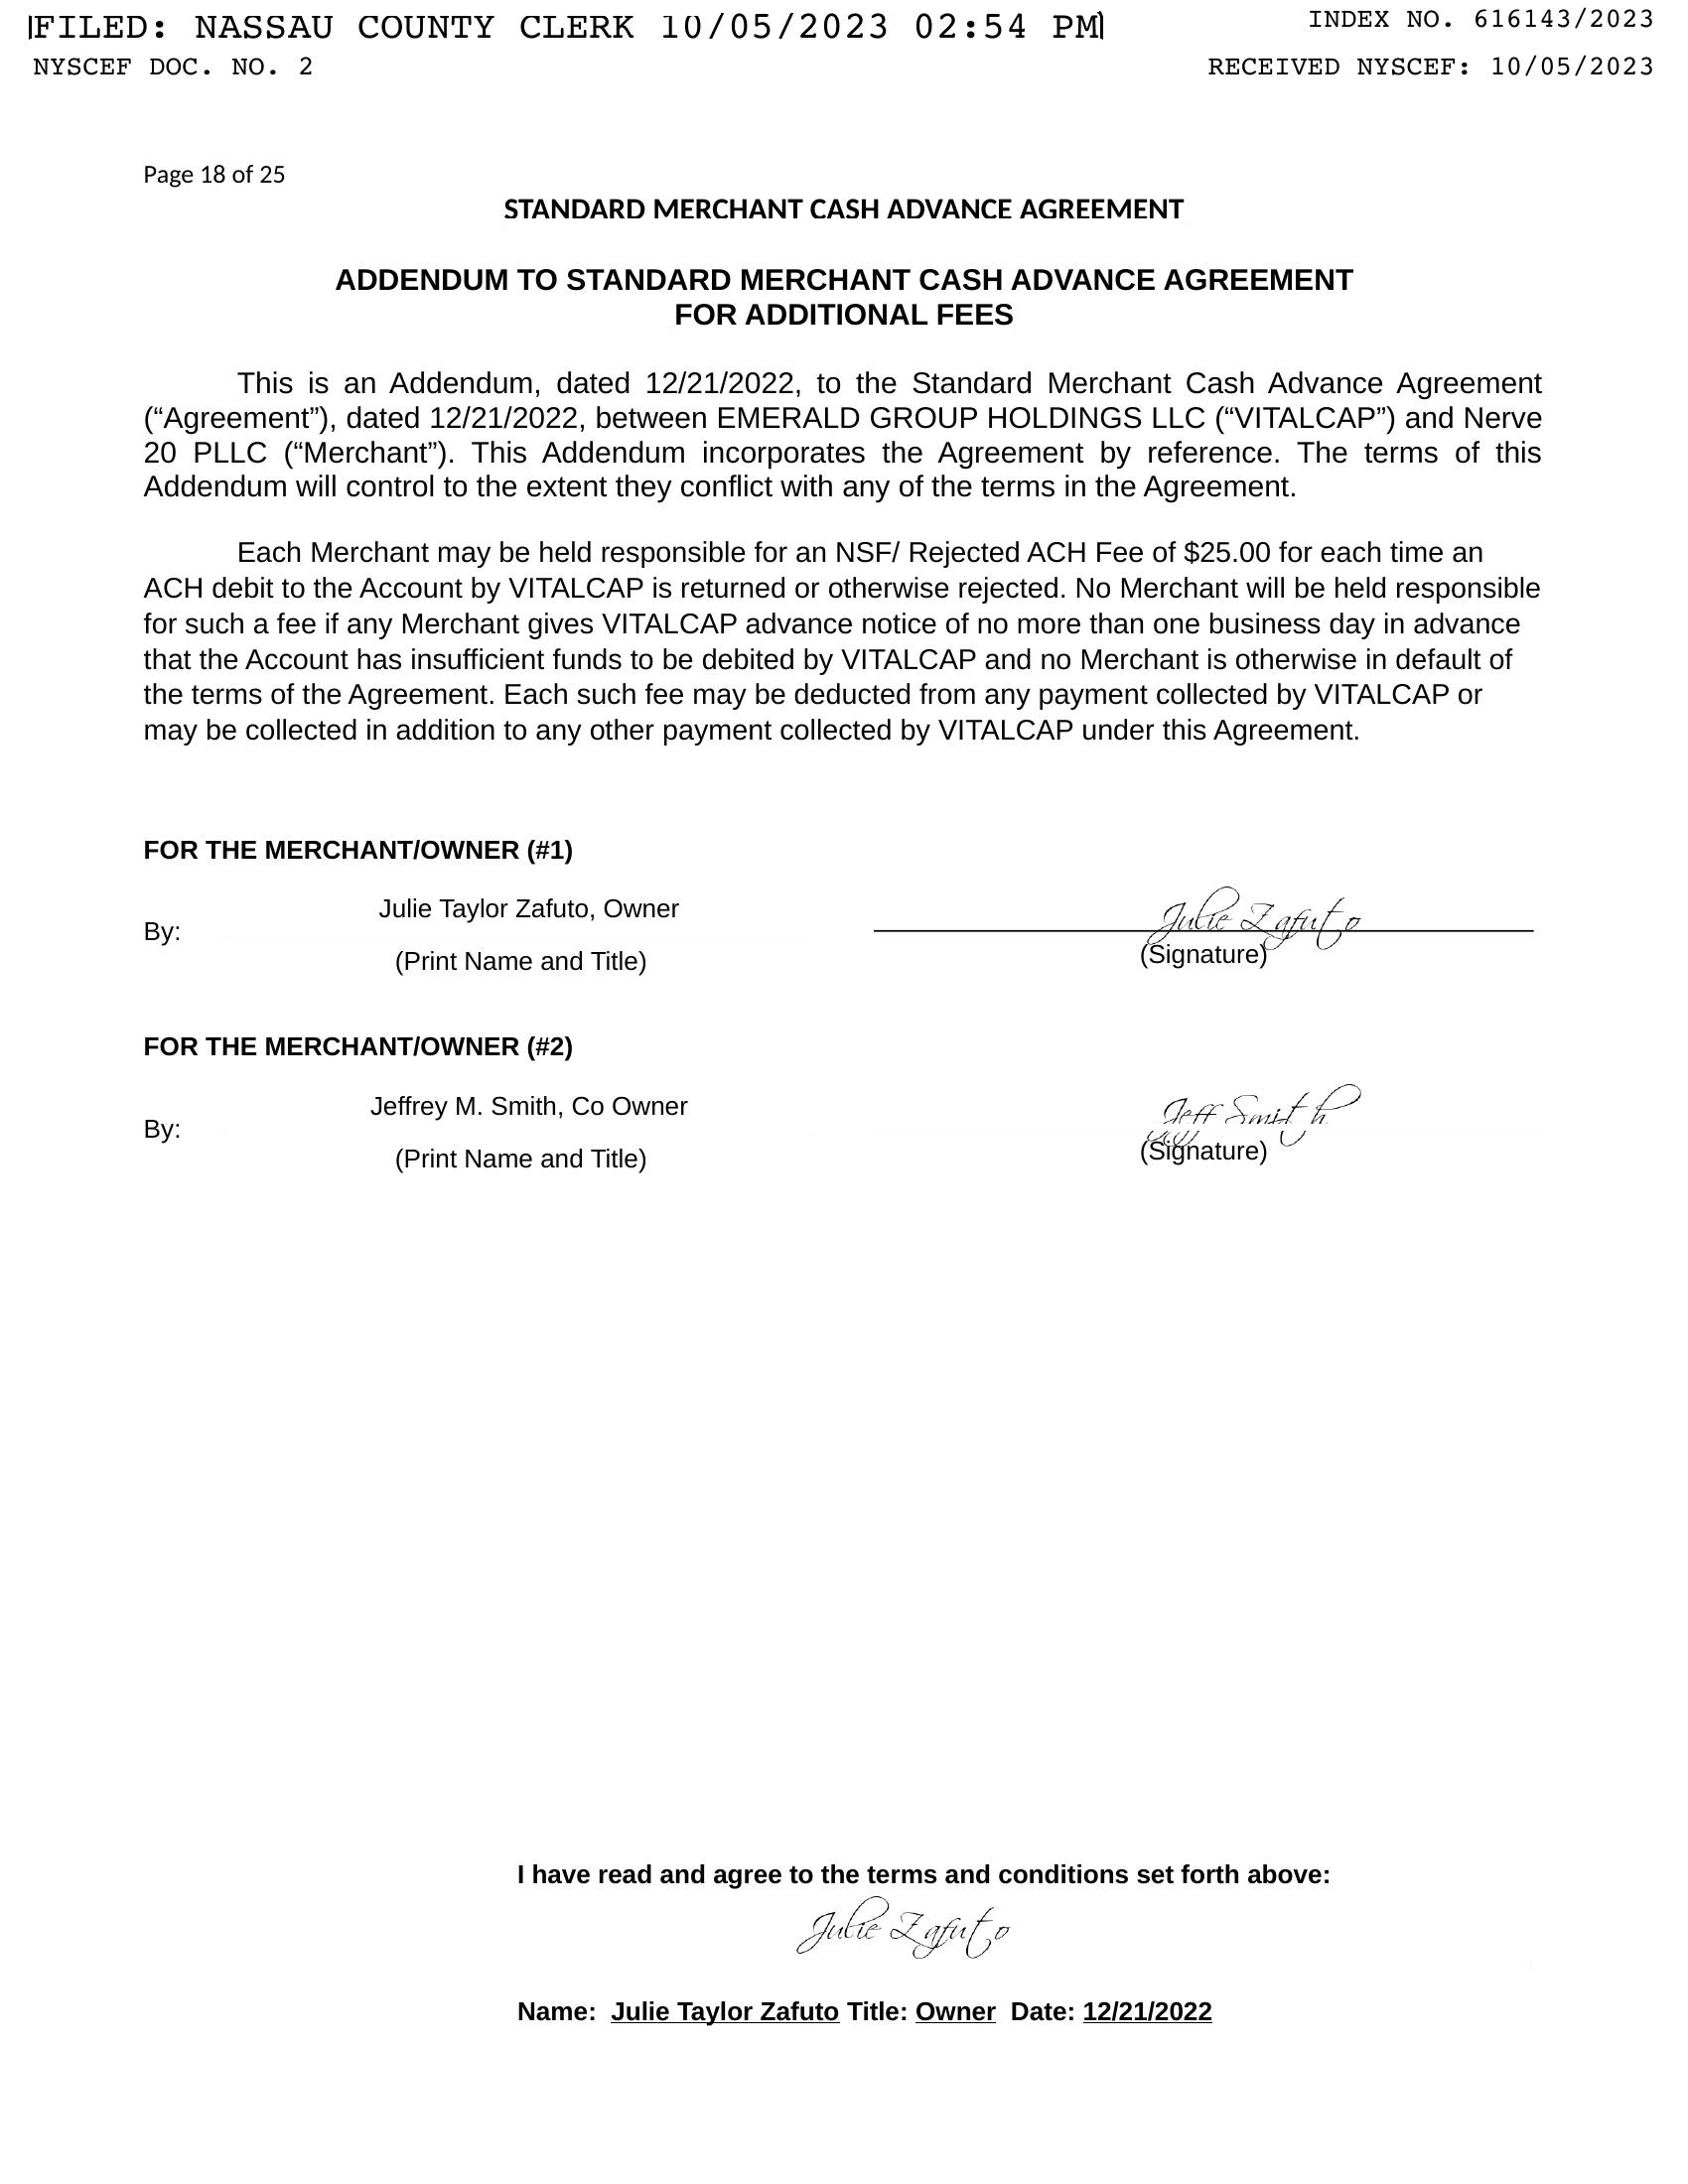 FILED: NASSAU COUNTY CLERK 10/05/2023 02:54 PM
INDEX NO. 616143/2023
NYSCEF DOC. NO. 2
RECEIVED NYSCEF: 10/05/2023
Page 18 of 25
STANDARD MERCHANT CASH ADVANCE AGREEMENT
ADDENDUM TO STANDARD MERCHANT CASH ADVANCE AGREEMENT
FOR ADDITIONAL FEES
This is an Addendum, dated 12/21/2022, to the Standard Merchant Cash Advance Agreement
(“Agreement”), dated 12/21/2022, between EMERALD GROUP HOLDINGS LLC (“VITALCAP”) and Nerve
20 PLLC (“Merchant”). This Addendum incorporates the Agreement by reference. The terms of this
Addendum will control to the extent they conflict with any of the terms in the Agreement.
Each Merchant may be held responsible for an NSF/ Rejected ACH Fee of $25.00 for each time an
ACH debit to the Account by VITALCAP is returned or otherwise rejected. No Merchant will be held responsible
for such a fee if any Merchant gives VITALCAP advance notice of no more than one business day in advance
that the Account has insufficient funds to be debited by VITALCAP and no Merchant is otherwise in default of
the terms of the Agreement. Each such fee may be deducted from any payment collected by VITALCAP or
may be collected in addition to any other payment collected by VITALCAP under this Agreement.
FOR THE MERCHANT/OWNER (#1)
By:
Julie Taylor Zafuto, Owner
Julie Zafuto
(Print Name and Title)
(Signature)
FOR THE MERCHANT/OWNER (#2)
By:
Jeffrey M. Smith, Co Owner
Jeff Smith
(Print Name and Title)
(Signature)
I have read and agree to the terms and conditions set forth above:
Julie Zafuto
Name: Julie Taylor Zafuto Title: Owner Date: 12/21/2022